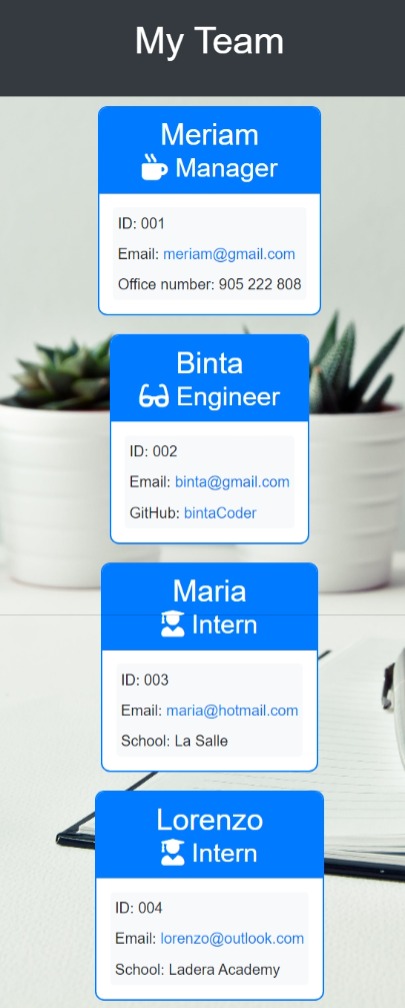 My Team
Meriam
Manager
ID: 001
Email: meriam@gmail.com
Office number: 905 222 808
Binta
Engineer
ID: 002
Email: binta@gmail.com
GitHub: bintaCoder
Maria
Intern
ID: 003
Email: maria@hotmail.com
School: La Salle
Lorenzo
Intern
ID: 004
Email: lorenzo@outlook.com
School: Ladera Academy